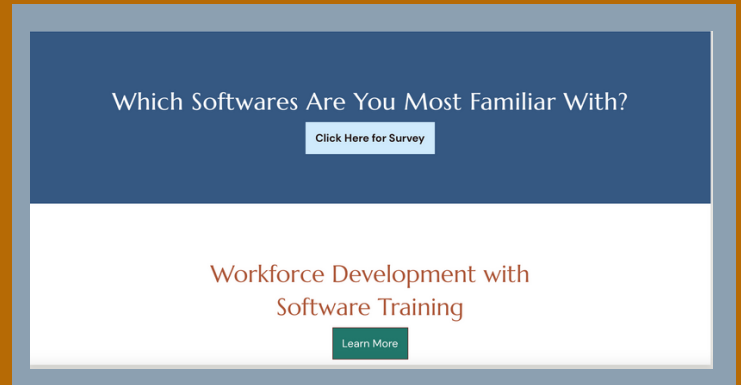 Which Softwares Are You Most Familiar With?
Click Here for Survey
Workforce Development with
Software Training
Learn More